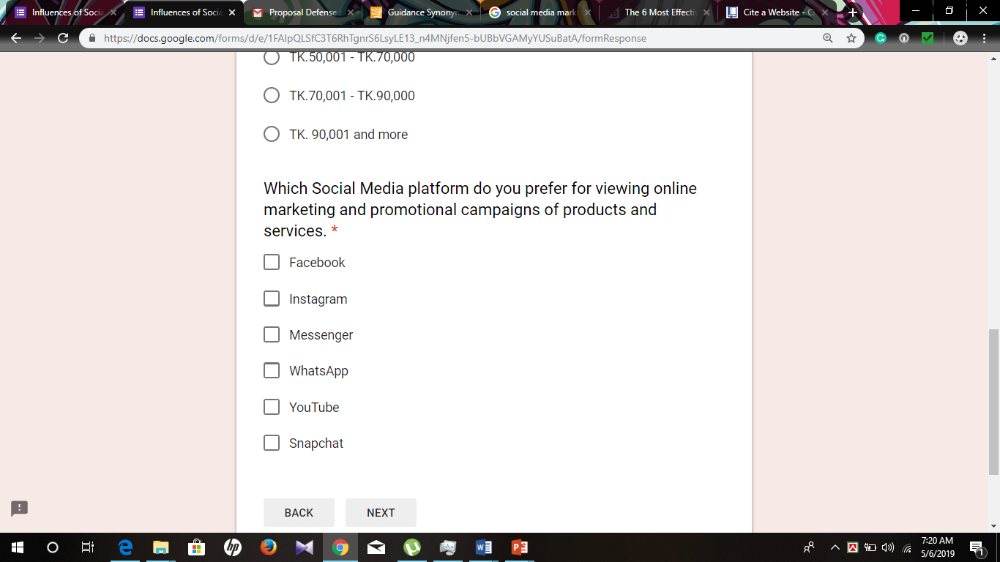 Influences of Socia
Influences of Socia
Proposal Defense
Guidance Synonym
social media mark
The 6 Most Effectiv
Cite a Website - C
https://docs.google.com/forms/d/e/1FAIpQLSfC3T6RhTgnrS6LsyLE13_n4MNjfen5-bUBbVGAMyYUSuBatA/formResponse
TK.50,001 - TK.70,000
TK.70,001 - TK.90,000
TK. 90,001 and more
Which Social Media platform do you prefer for viewing online
marketing and promotional campaigns of products and
services. *
Facebook
Instagram
Messenger
WhatsApp
YouTube
Snapchat
BACK
NEXT
7:20 AM
5/6/2019
1